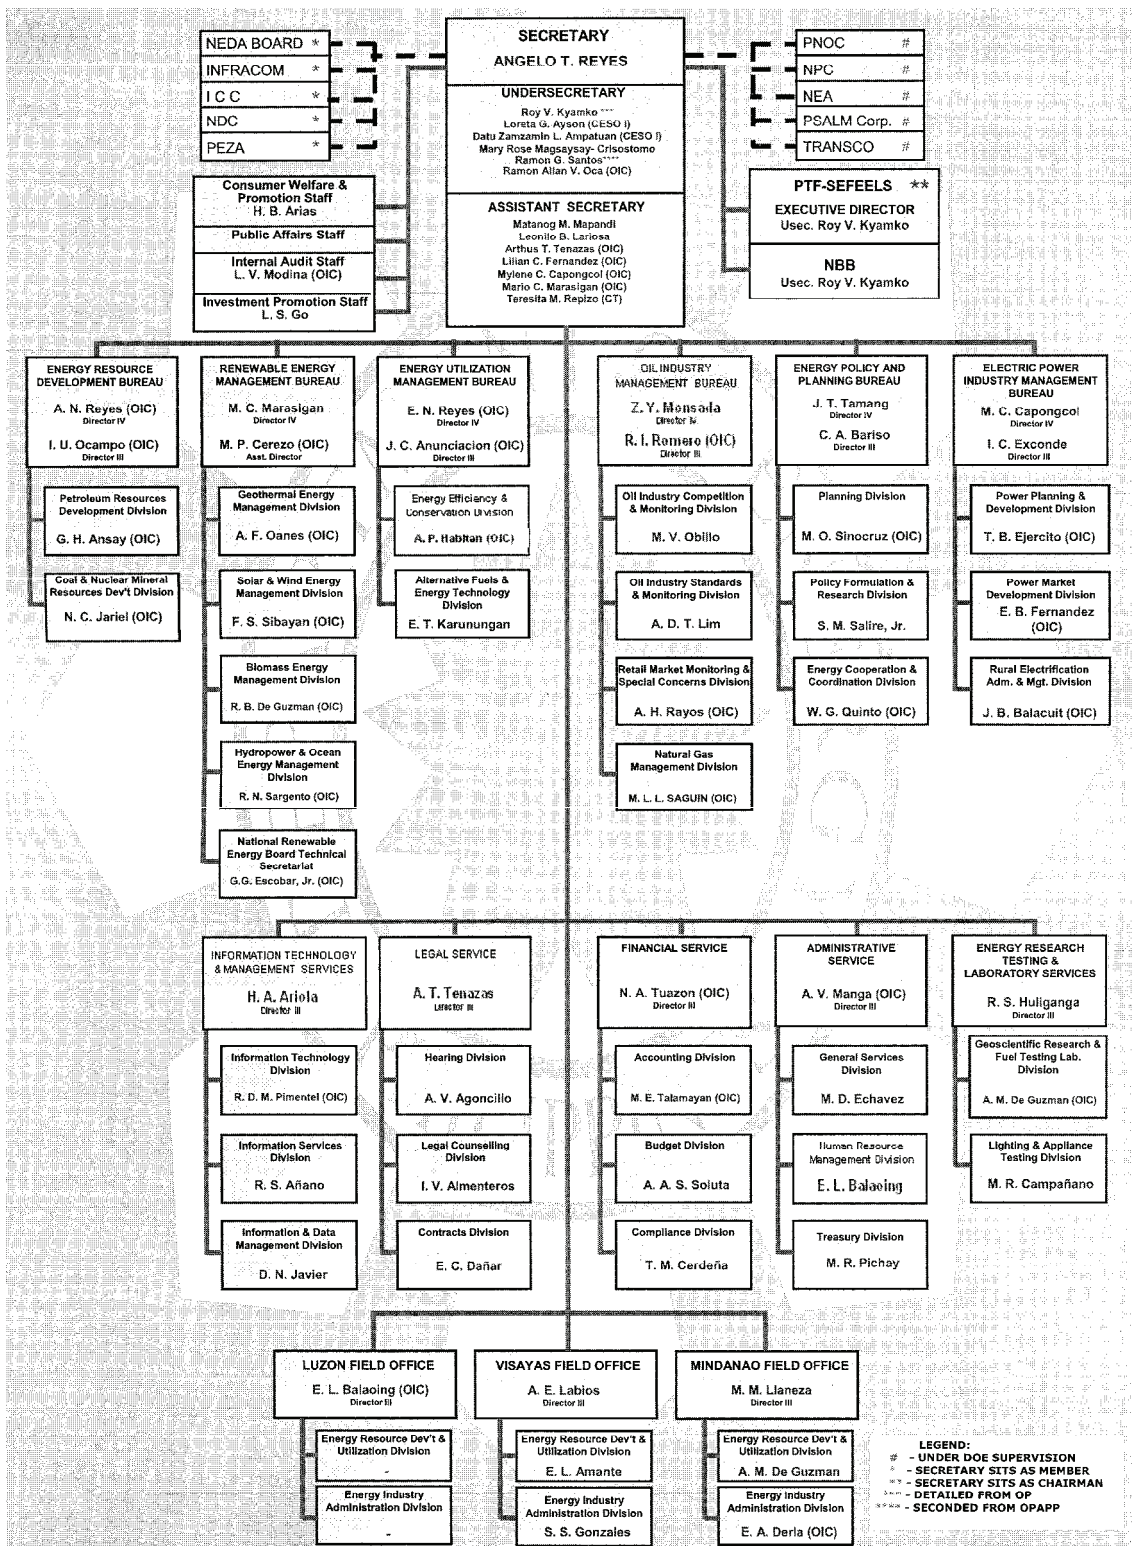 SECRETARY
ANGELO T. REYES
UNDERSECRETARY
Roy V. Kyamko ***
Loreta G. Ayson (CESO I)
Datu Zamzamin L. Ampatuan (CESO I)
Mary Rose Magsaysay- Crisostomo
Ramon G. Santos****
Ramon Allan V. Oca (OIC)
ASSISTANT SECRETARY
Matanog M. Mapandi
Leonilo B. Lariosa
Arthus T. Tenazas (OIC)
Lilian C. Fernandez (OIC)
Mylene C. Capongcol (OIC)
Mario C. Marasigan (OIC)
Teresita M. Repizo (CT)
NEDA BOARD *
INFRACOM *
I C C *
NDC *
PEZA *
PNOC #
NPC #
NEA #
PSALM Corp. #
TRANSCO #
Consumer Welfare &
Promotion Staff
H. B. Arias
Public Affairs Staff
Internal Audit Staff
L. V. Modina (OIC)
Investment Promotion Staff
L. S. Go
PTF-SEFEELS **
EXECUTIVE DIRECTOR
Usec. Roy V. Kyamko
NBB
Usec. Roy V. Kyamko
ENERGY RESOURCE
DEVELOPMENT BUREAU
A. N. Reyes (OIC)
Director IV
I. U. Ocampo (OIC)
Director III
Petroleum Resources
Development Division
G. H. Ansay (OIC)
Coal & Nuclear Mineral
Resources Dev't Division
N. C. Jariel (OIC)
RENEWABLE ENERGY
MANAGEMENT BUREAU
M. C. Marasigan
Director IV
M. P. Cerezo (OIC)
Asst. Director
Geothermal Energy
Management Division
A. F. Oanes (OIC)
Solar & Wind Energy
Management Division
F. S. Sibayan (OIC)
Biomass Energy
Management Division
R. B. De Guzman (OIC)
Hydropower & Ocean
Energy Management
Division
R. N. Sargento (OIC)
National Renewable
Energy Board Technical
Secretariat
G.G. Escobar, Jr. (OIC)
ENERGY UTILIZATION
MANAGEMENT BUREAU
E. N. Reyes (OIC)
Director IV
J. C. Anunciacion (OIC)
Director III
Energy Efficiency &
Conservation Division
A. P. Habitan (OIC)
Alternative Fuels &
Energy Technology
Division
E. T. Karunungan
OIL INDUSTRY
MANAGEMENT BUREAU
Z. Y. Monsada
Director IV
R. I. Romero (OIC)
Director III
Oil Industry Competition
& Monitoring Division
M. V. Obillo
Oil Industry Standards
& Monitoring Division
A. D. T. Lim
Retail Market Monitoring &
Special Concerns Division
A. H. Rayos (OIC)
Natural Gas
Management Division
M. L. L. SAGUIN (OIC)
ENERGY POLICY AND
PLANNING BUREAU
J. T. Tamang
Director IV
C. A. Bariso
Director III
Planning Division
M. O. Sinocruz (OIC)
Policy Formulation &
Research Division
S. M. Salire, Jr.
Energy Cooperation &
Coordination Division
W. G. Quinto (OIC)
ELECTRIC POWER
INDUSTRY MANAGEMENT
BUREAU
M. C. Capongcol
Director IV
I. C. Exconde
Director III
Power Planning &
Development Division
T. B. Ejercito (OIC)
Power Market
Development Division
E. B. Fernandez
(OIC)
Rural Electrification
Adm. & Mgt. Division
J. B. Balacuit (OIC)
INFORMATION TECHNOLOGY
& MANAGEMENT SERVICES
H. A. Ariola
Director III
Information Technology
Division
R. D. M. Pimentel (OIC)
Information Services
Division
R. S. Añano
Information & Data
Management Division
D. N. Javier
LEGAL SERVICE
A. T. Tenazas
Director III
Hearing Division
A. V. Agoncillo
Legal Counselling
Division
I. V. Almenteros
Contracts Division
E. C. Dañar
FINANCIAL SERVICE
N. A. Tuazon (OIC)
Director III
Accounting Division
M. E. Talamayan (OIC)
Budget Division
A. A. S. Soluta
Compliance Division
T. M. Cerdeña
ADMINISTRATIVE
SERVICE
A. V. Manga (OIC)
Director III
General Services
Division
M. D. Echavez
Human Resource
Management Division
E. L. Balaoing
Treasury Division
M. R. Pichay
ENERGY RESEARCH
TESTING &
LABORATORY SERVICES
R. S. Huliganga
Director III
Geoscientific Research &
Fuel Testing Lab.
Division
A. M. De Guzman (OIC)
Lighting & Appliance
Testing Division
M. R. Campañano
LUZON FIELD OFFICE
E. L. Balaoing (OIC)
Director III
Energy Resource Dev't &
Utilization Division
-
Energy Industry
Administration Division
-
VISAYAS FIELD OFFICE
A. E. Labios
Director III
Energy Resource Dev't &
Utilization Division
E. L. Amante
Energy Industry
Administration Division
S. S. Gonzales
MINDANAO FIELD OFFICE
M. M. Llaneza
Director III
Energy Resource Dev't &
Utilization Division
A. M. De Guzman
Energy Industry
Administration Division
E. A. Derla (OIC)
LEGEND:
# - UNDER DOE SUPERVISION
* - SECRETARY SITS AS MEMBER
** - SECRETARY SITS AS CHAIRMAN
*** - DETAILED FROM OP
**** - SECONDED FROM OPAPP